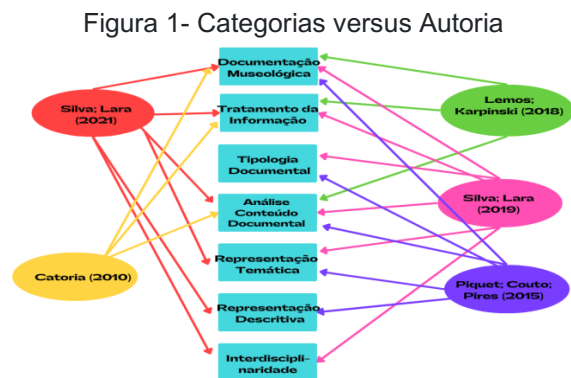 Figura 1- Categorias versus Autoria
Documentação
Museológica
Silva; Lara
(2021)
Tratamento da
Informação
Lemos;
Karpinski (2018)
Tipologia
Documental
Análise
Conteúdo
Documental
Silva; Lara
(2019)
Catoria (2010)
Representação
Temática
Piquet; Couto;
Pires (2015)
Representação
Descritiva
Interdiscipli-
naridade